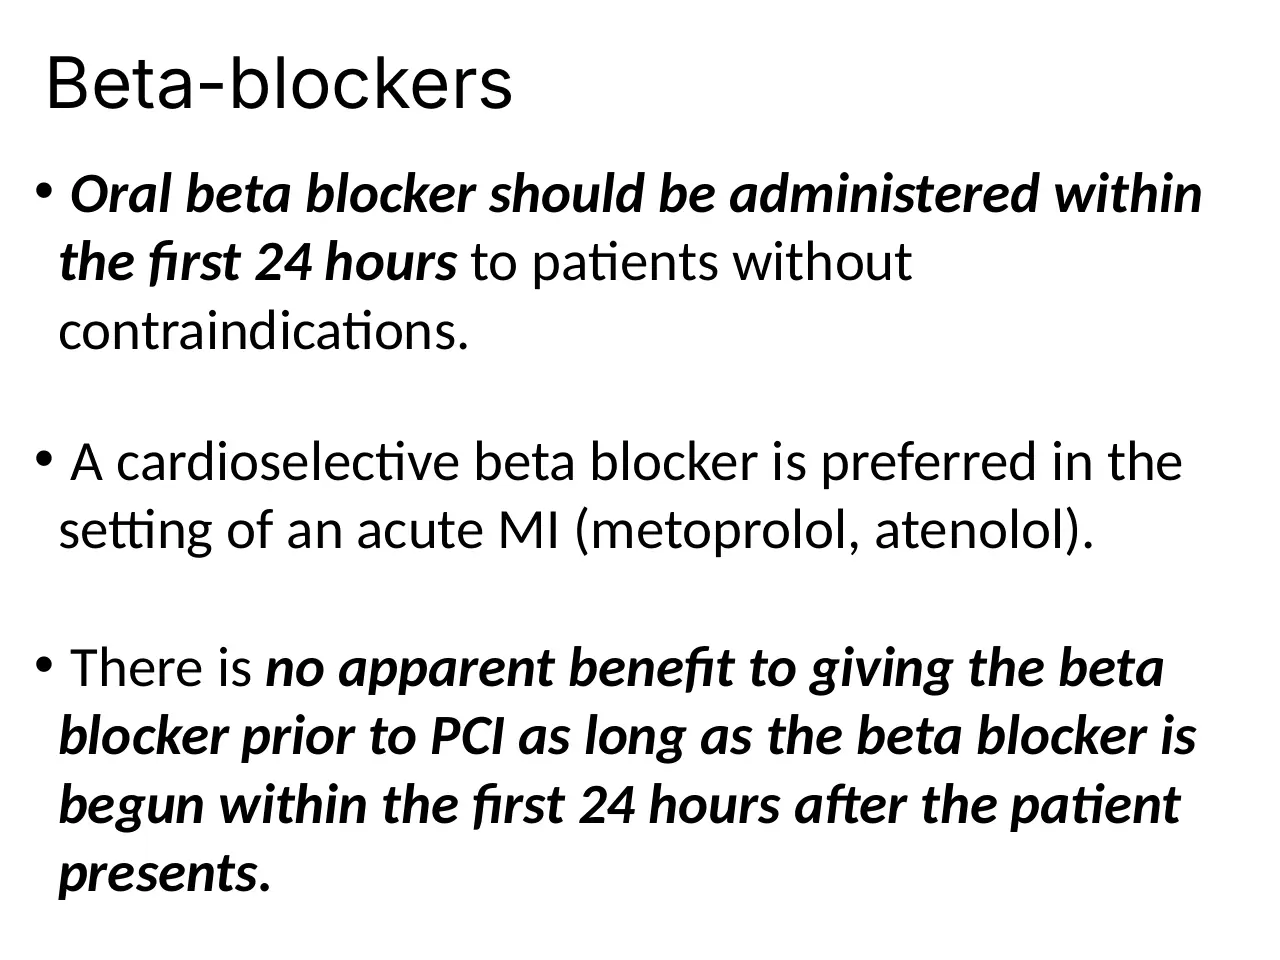 Beta-blockers
• Oral beta blocker should be administered within
the first 24 hours to patients without
contraindications.
• A cardioselective beta blocker is preferred in the
setting of an acute MI (metoprolol, atenolol).
• There is no apparent benefit to giving the beta
blocker prior to PCI as long as the beta blocker is
begun within the first 24 hours after the patient
presents.